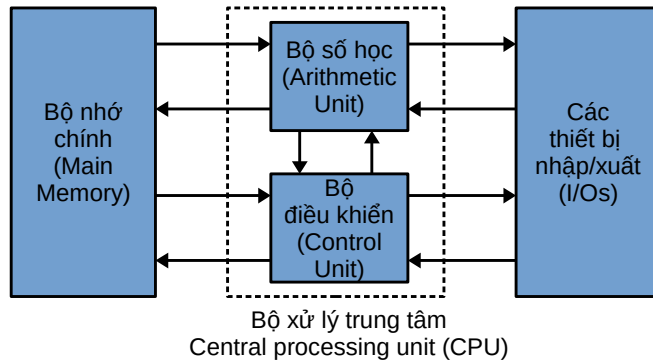 Bộ nhớ
chính
(Main
Memory)
Bộ số học
(Arithmetic
Unit)
Bộ
điều khiển
(Control
Unit)
Các
thiết bị
nhập/xuất
(I/Os)
Bộ xử lý trung tâm
Central processing unit (CPU)